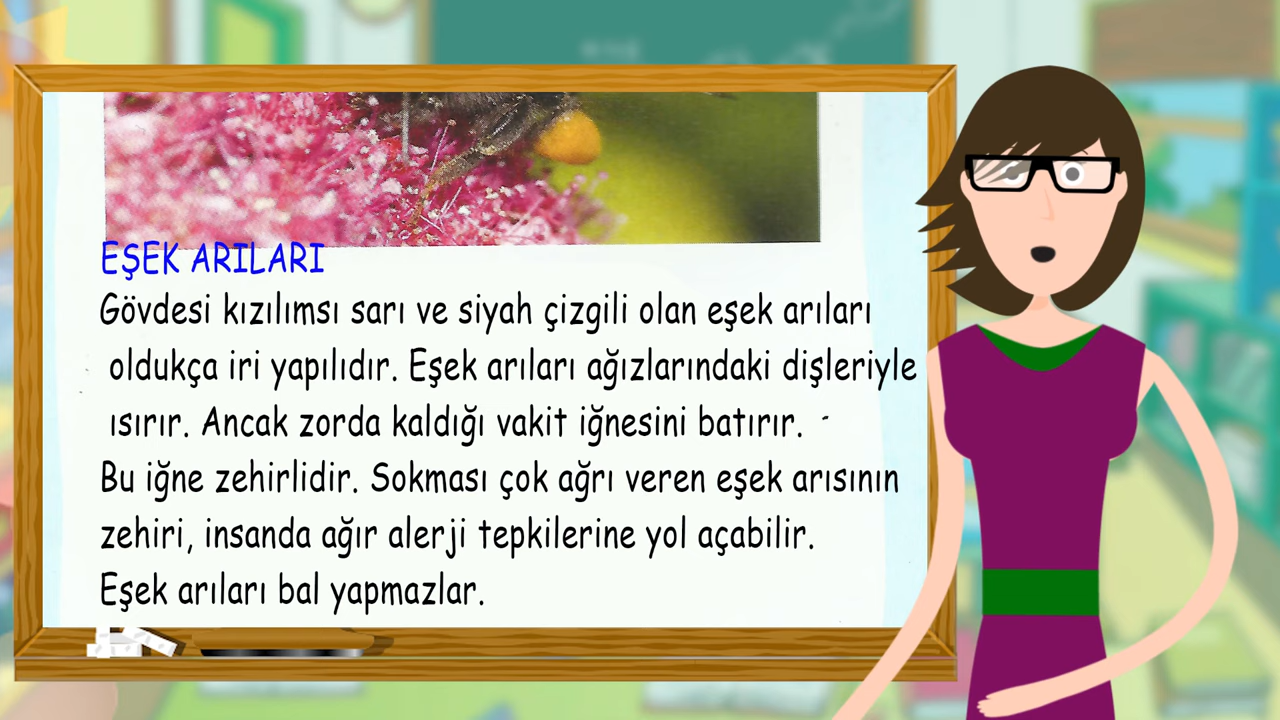 EŞEK ARILARI
Gövdesi kızılımsı sarı ve siyah çizgili olan eşek arıları
oldukça iri yapılıdır. Eşek arıları ağızlarındaki dişleriyle
ısırır. Ancak zorda kaldığı vakit iğnesini batırır.
Bu iğne zehirlidir. Sokması çok ağrı veren eşek arısının
zehiri, insanda ağır alerji tepkilerine yol açabilir.
Eşek arıları bal yapmazlar.